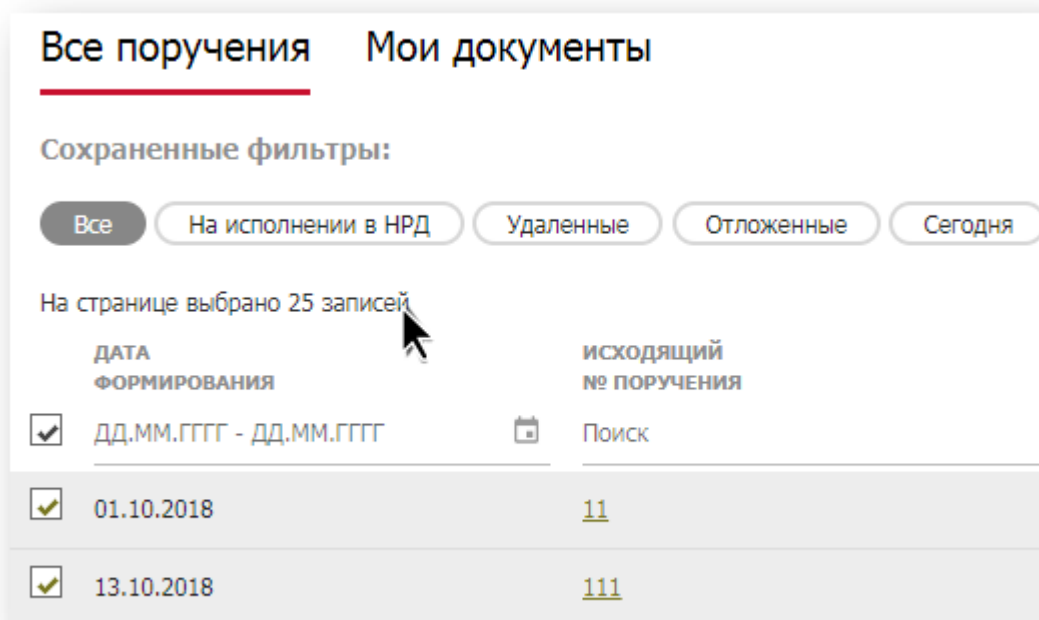 Все поручения Мои документы
Сохраненные фильтры:
Все На исполнении в НРД Удаленные Отложенные Сегодня
На странице выбрано 25 записей
ДАТА ИСХОДЯЩИЙ
ФОРМИРОВАНИЯ № ПОРУЧЕНИЯ
ДД.ММ.ГГГГ - ДД.ММ.ГГГГ Поиск
01.10.2018 11
13.10.2018 111